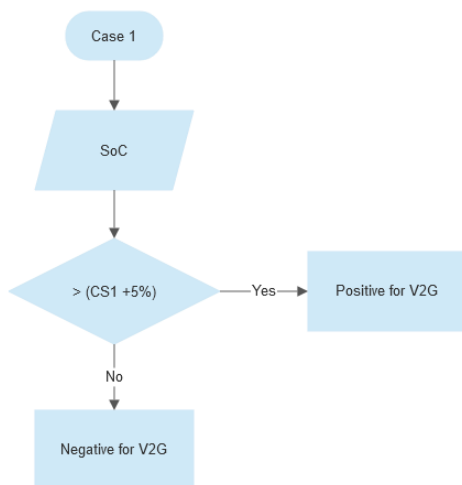 Case 1
SoC
> (CS1 +5%)
Yes
Positive for V2G
No
Negative for V2G